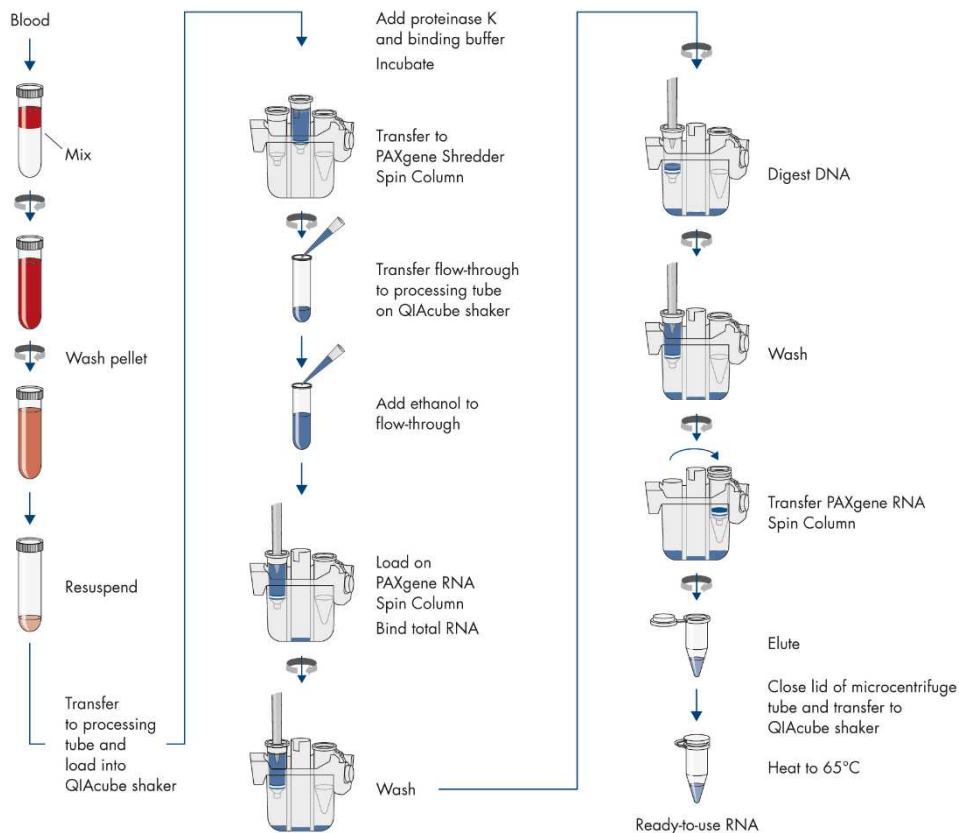 Blood
Mix
Wash pellet
Resuspend
Transfer
to processing
tube and
load into
QIAcube shaker
Add proteinase K
and binding buffer
Incubate
Transfer to
PAXgene Shredder
Spin Column
Transfer flow-through
to processing tube
on QIAcube shaker
Add ethanol to
flow-through
Load on
PAXgene RNA
Spin Column
Bind total RNA
Wash
Digest DNA
Wash
Transfer PAXgene RNA
Spin Column
Elute
Close lid of microcentrifuge
tube and transfer to
QIAcube shaker
Heat to 65°C
Ready-to-use RNA